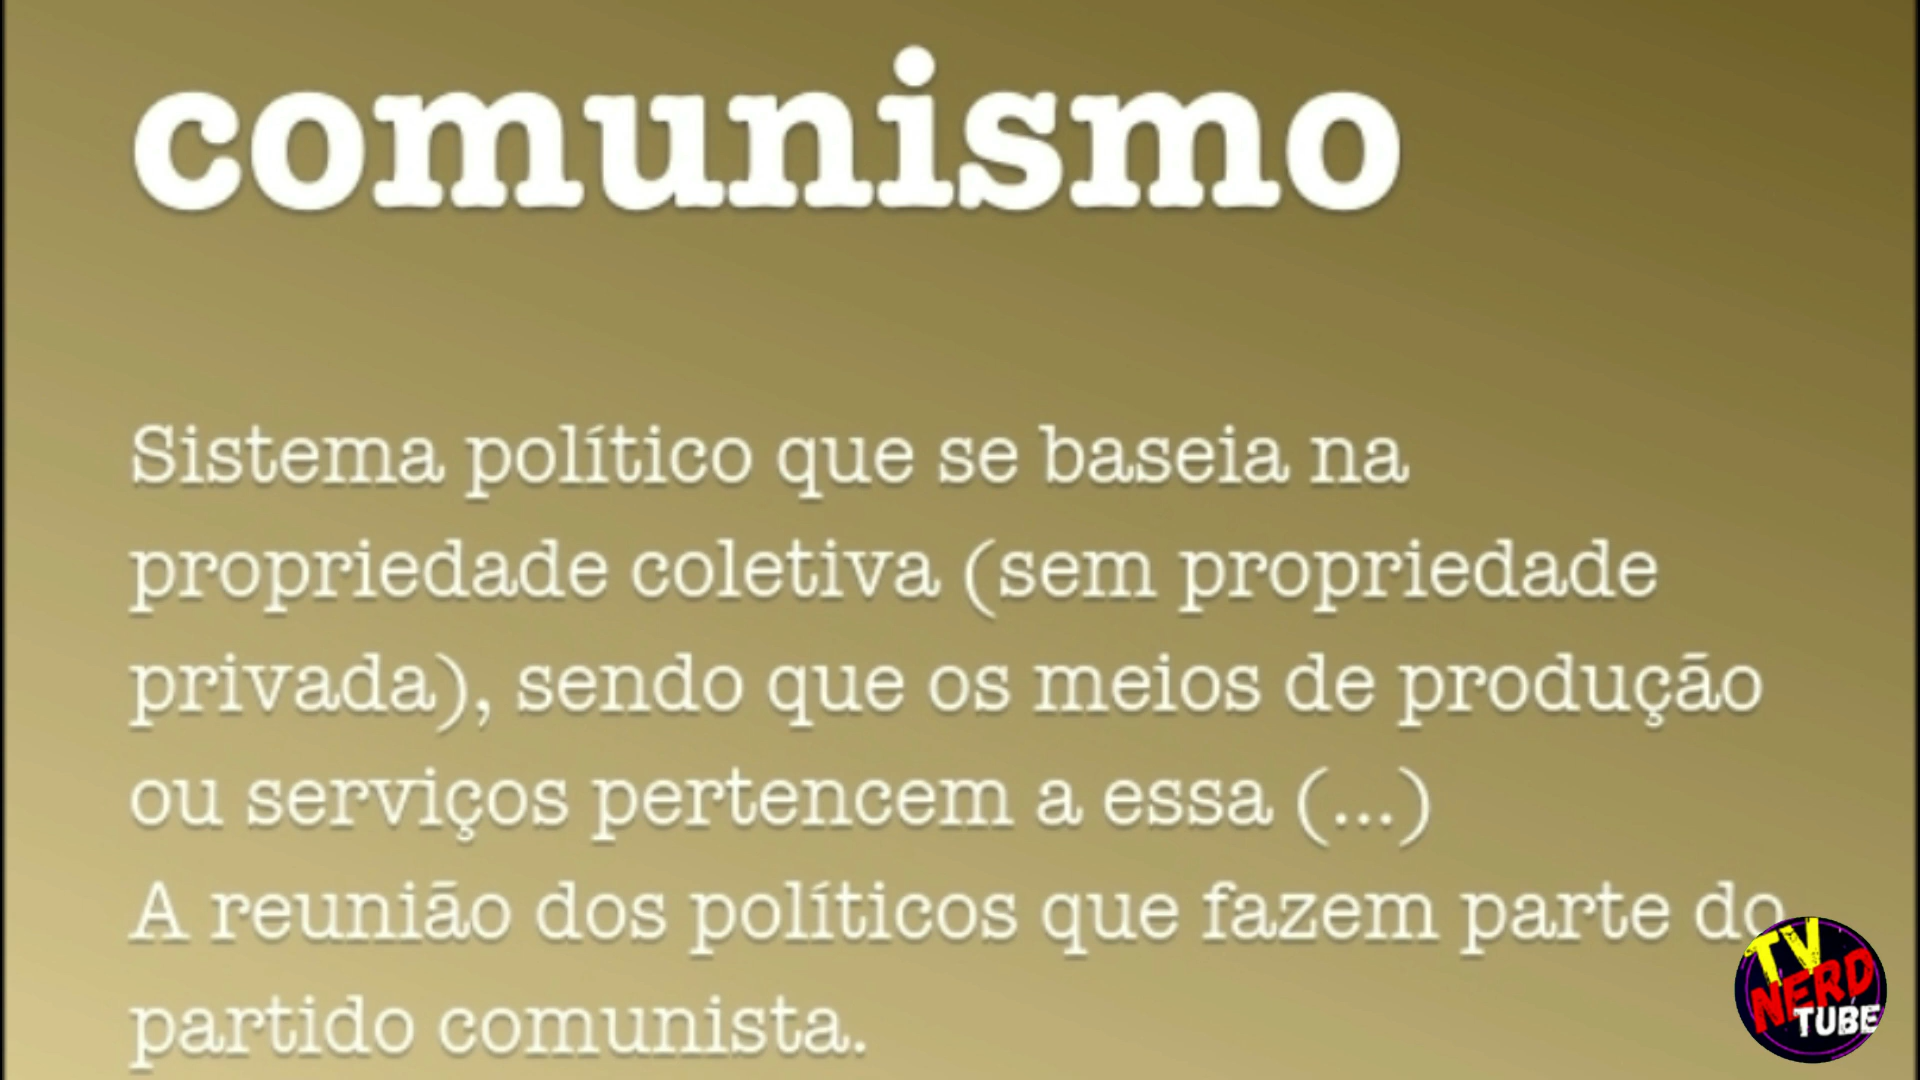 comunismo
Sistema político que se baseia na
propriedade coletiva (sem propriedade
privada), sendo que os meios de produção
ou serviços pertencem a essa (...)
A reunião dos políticos que fazem parte do
partido comunista.
TV
NERD
TUBE